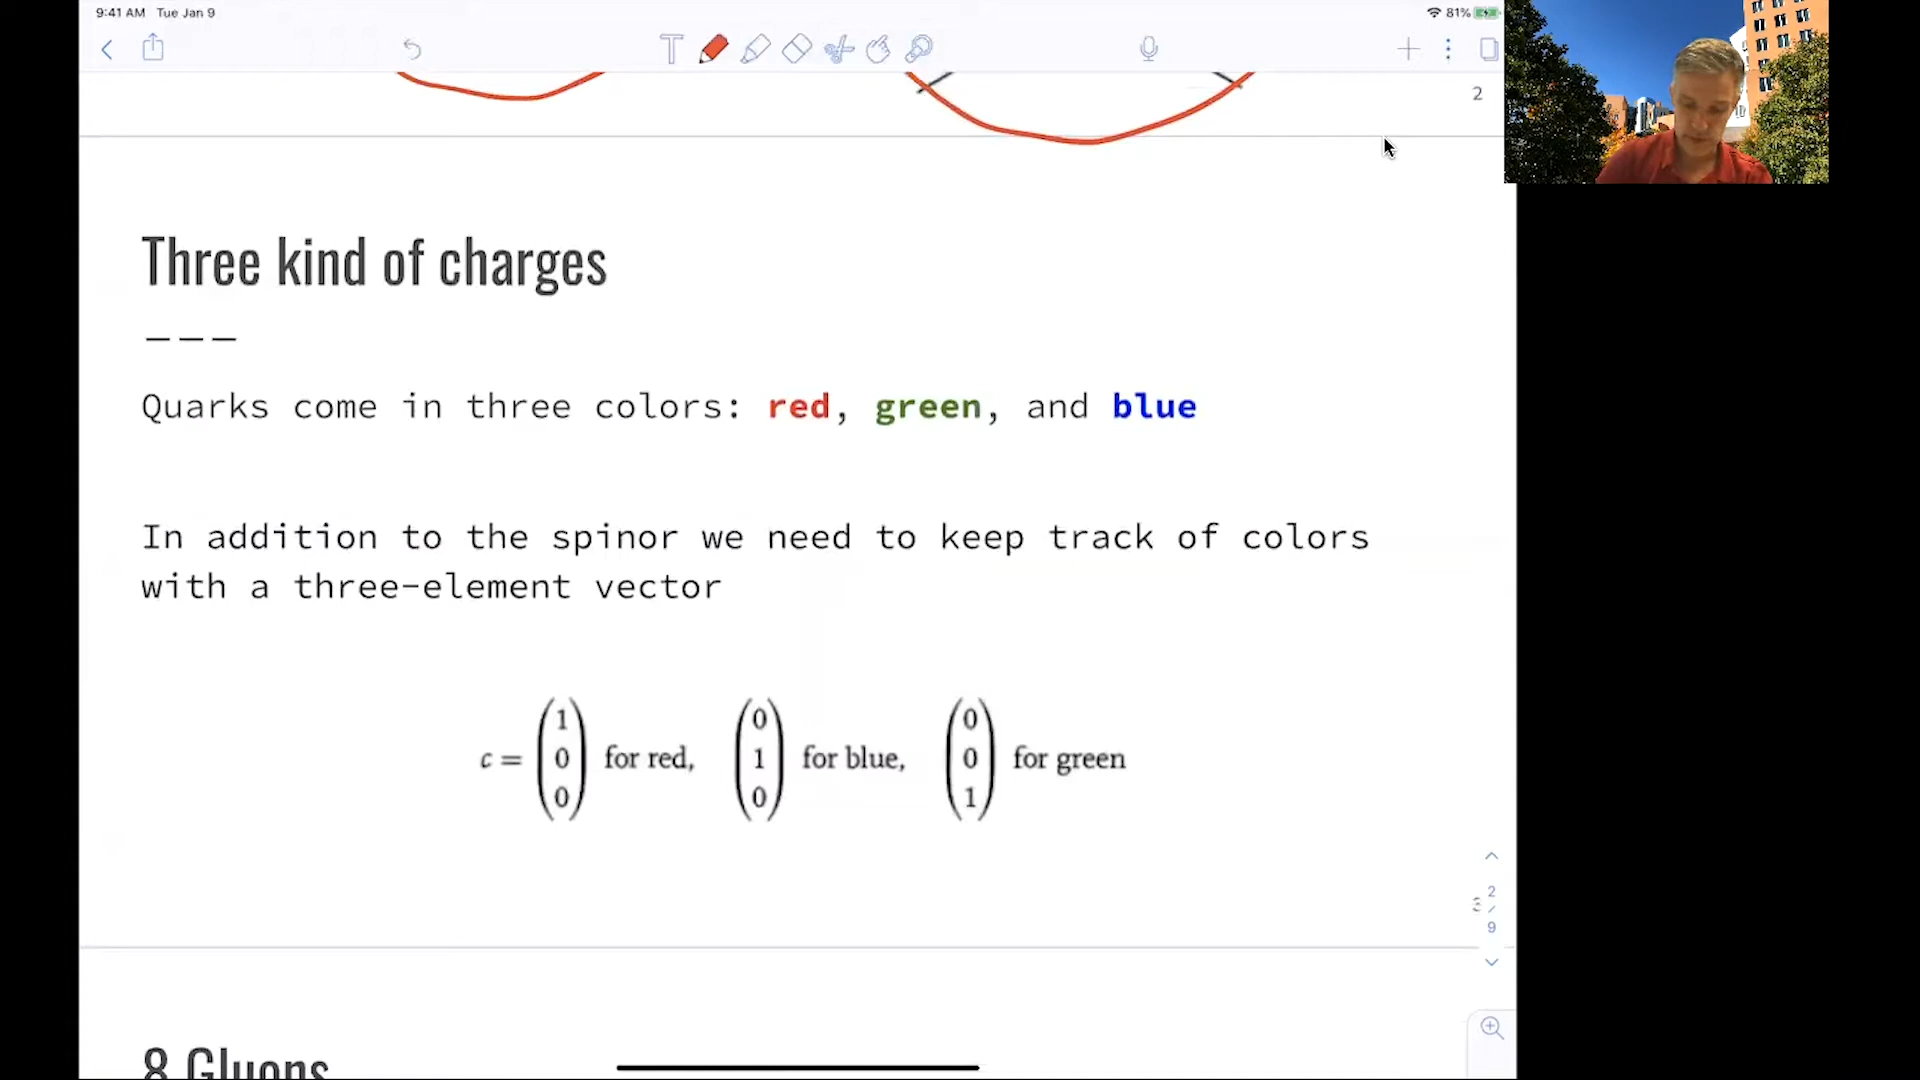 9:41 AM Tue Jan 9
81%
2
Three kind of charges
———
Quarks come in three colors: red, green, and blue
In addition to the spinor we need to keep track of colors
with a three-element vector
c = (1 0 0) for red, (0 1 0) for blue, (0 0 1) for green
3
2
/
9
8 Gluons